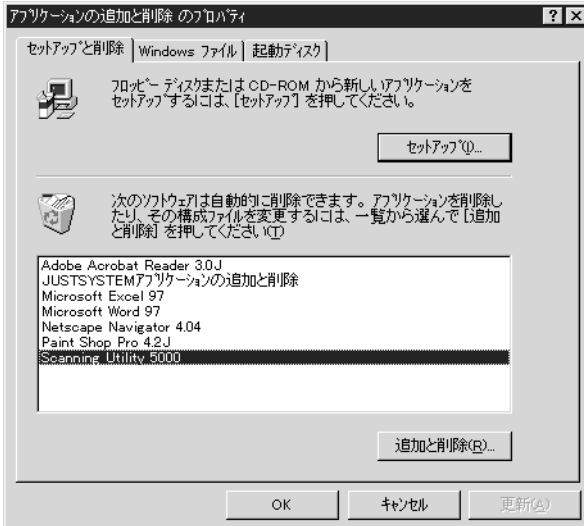 アプリケーションの追加と削除 のプロパティ
セットアップと削除 Windows ファイル 起動ディスク
フロッピー ディスクまたは CD-ROM から新しいアプリケーションを
セットアップするには、[セットアップ] を押してください。
セットアップ(I)...
次のソフトウェアは自動的に削除できます。アプリケーションを削除し
たり、その構成ファイルを変更するには、一覧から選んで [追加
と削除] を押してください(T)
Adobe Acrobat Reader 3.0J
JUSTSYSTEMアプリケーションの追加と削除
Microsoft Excel 97
Microsoft Word 97
Netscape Navigator 4.04
Paint Shop Pro 4.2J
Scanning Utility 5000
追加と削除(R)...
OK キャンセル 更新(A)